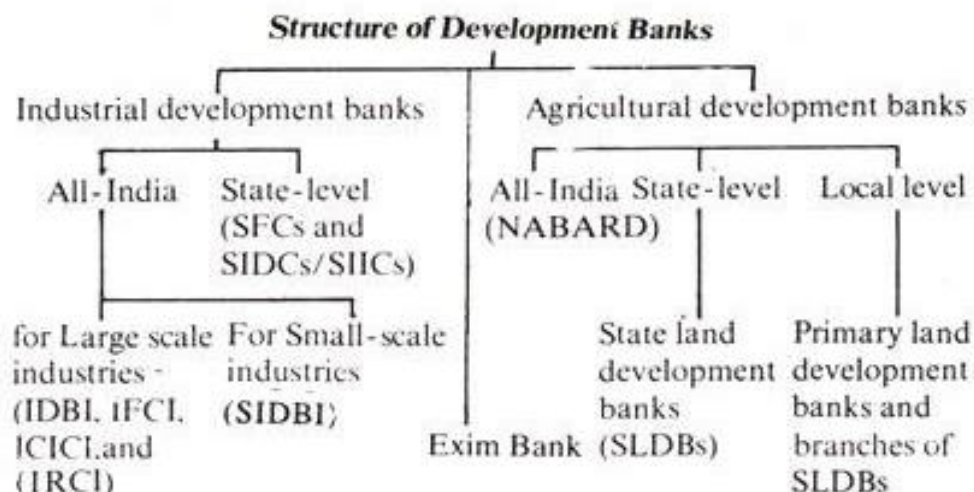 Structure of Development Banks
Industrial development banks
Agricultural development banks
All-India
State-level
(SFCs and
SIDCs/SIICs)
All-India
(NABARD)
State-level
Local level
for Large scale
industries -
(IDBI, IFCI,
ICICI,and
(IRCI)
For Small-scale
industries
(SIDBI)
Exim Bank
State land
development
banks
(SLDBs)
Primary land
development
banks and
branches of
SLDBs